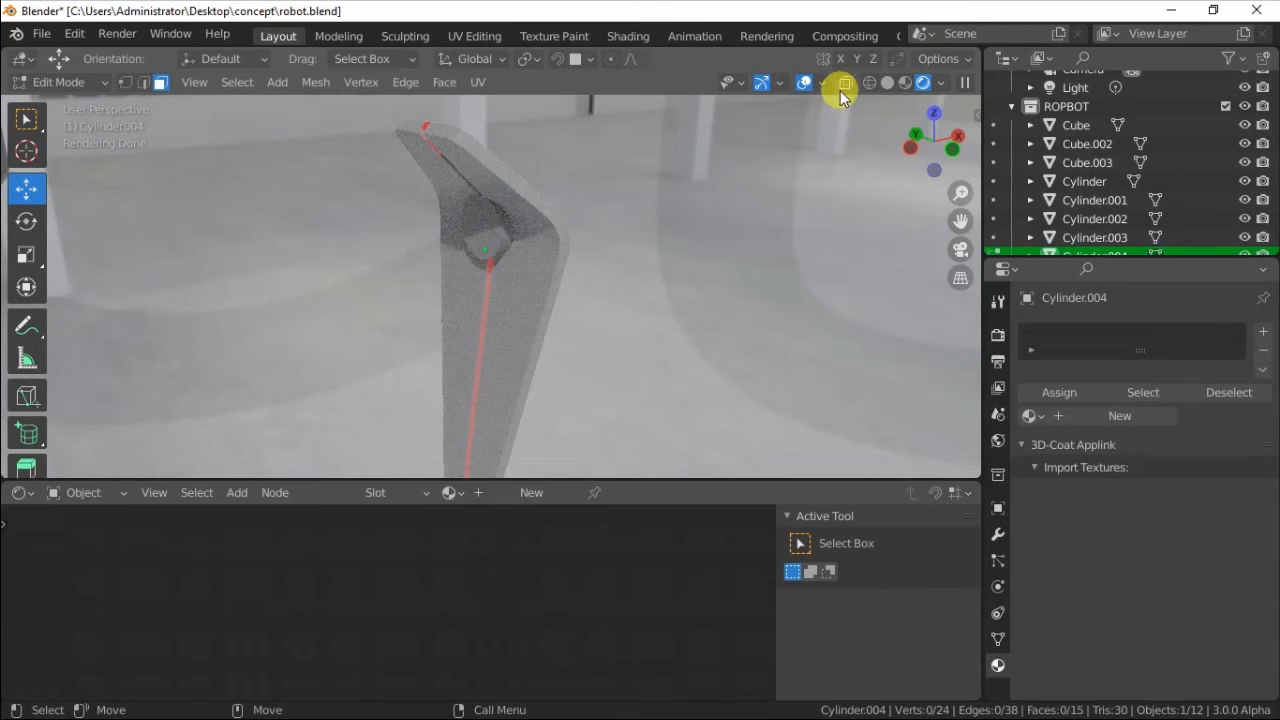 Blender* [C:\Users\Administrator\Desktop\concept\robot.blend]
File Edit Render Window Help Layout Modeling Sculpting UV Editing Texture Paint Shading Animation Rendering Compositing Scene View Layer
Orientation: Default Drag: Select Box Global X Y Z Options
Edit Mode View Select Add Mesh Vertex Edge Face UV
User Perspective
(1) Cylinder004
Rendering Done
Z
Y X
Camera
Light
ROPBOT
Cube
Cube.002
Cube.003
Cylinder
Cylinder.001
Cylinder.002
Cylinder.003
Cylinder.004
Cylinder.004
Assign Select Deselect
New
3D-Coat Applink
Import Textures:
Object View Select Add Node Slot New
Active Tool
Select Box
Select Move Move Call Menu Cylinder.004 | Verts:0/24 | Edges:0/38 | Faces:0/15 | Tris:30 | Objects:1/12 | 3.0.0 Alpha